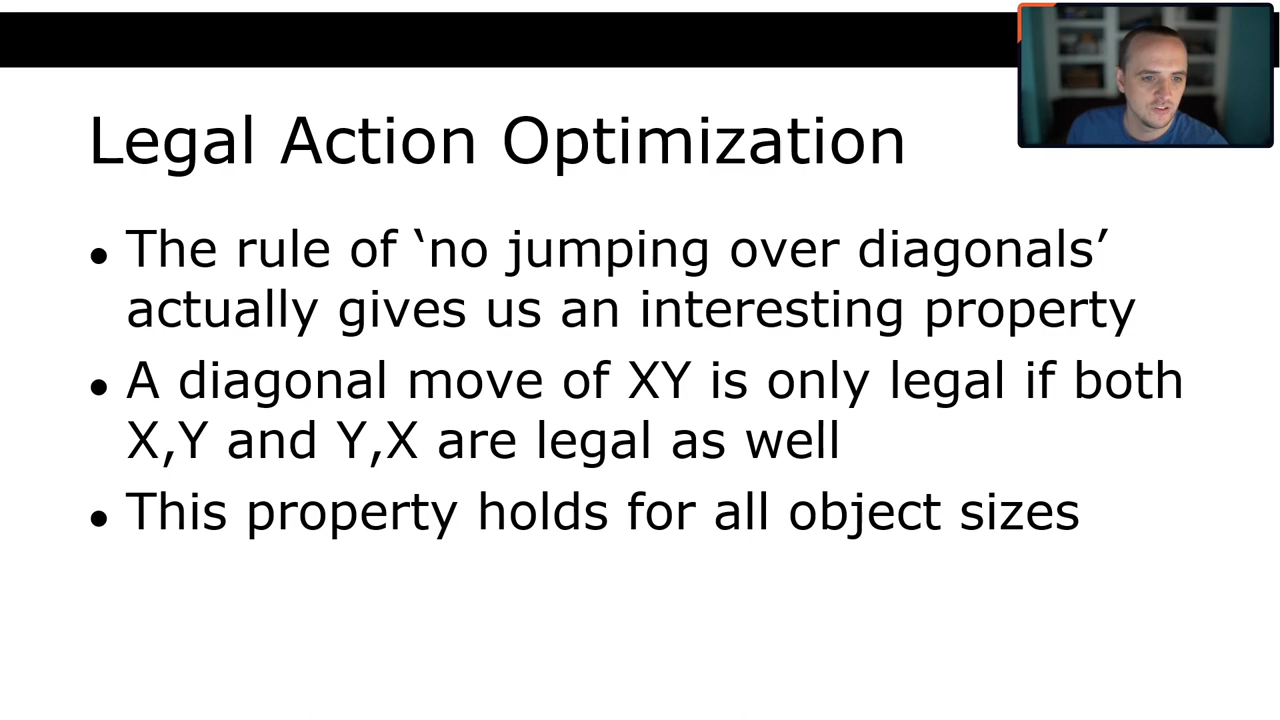 Legal Action Optimization
• The rule of ‘no jumping over diagonals’
actually gives us an interesting property
• A diagonal move of XY is only legal if both
X,Y and Y,X are legal as well
• This property holds for all object sizes